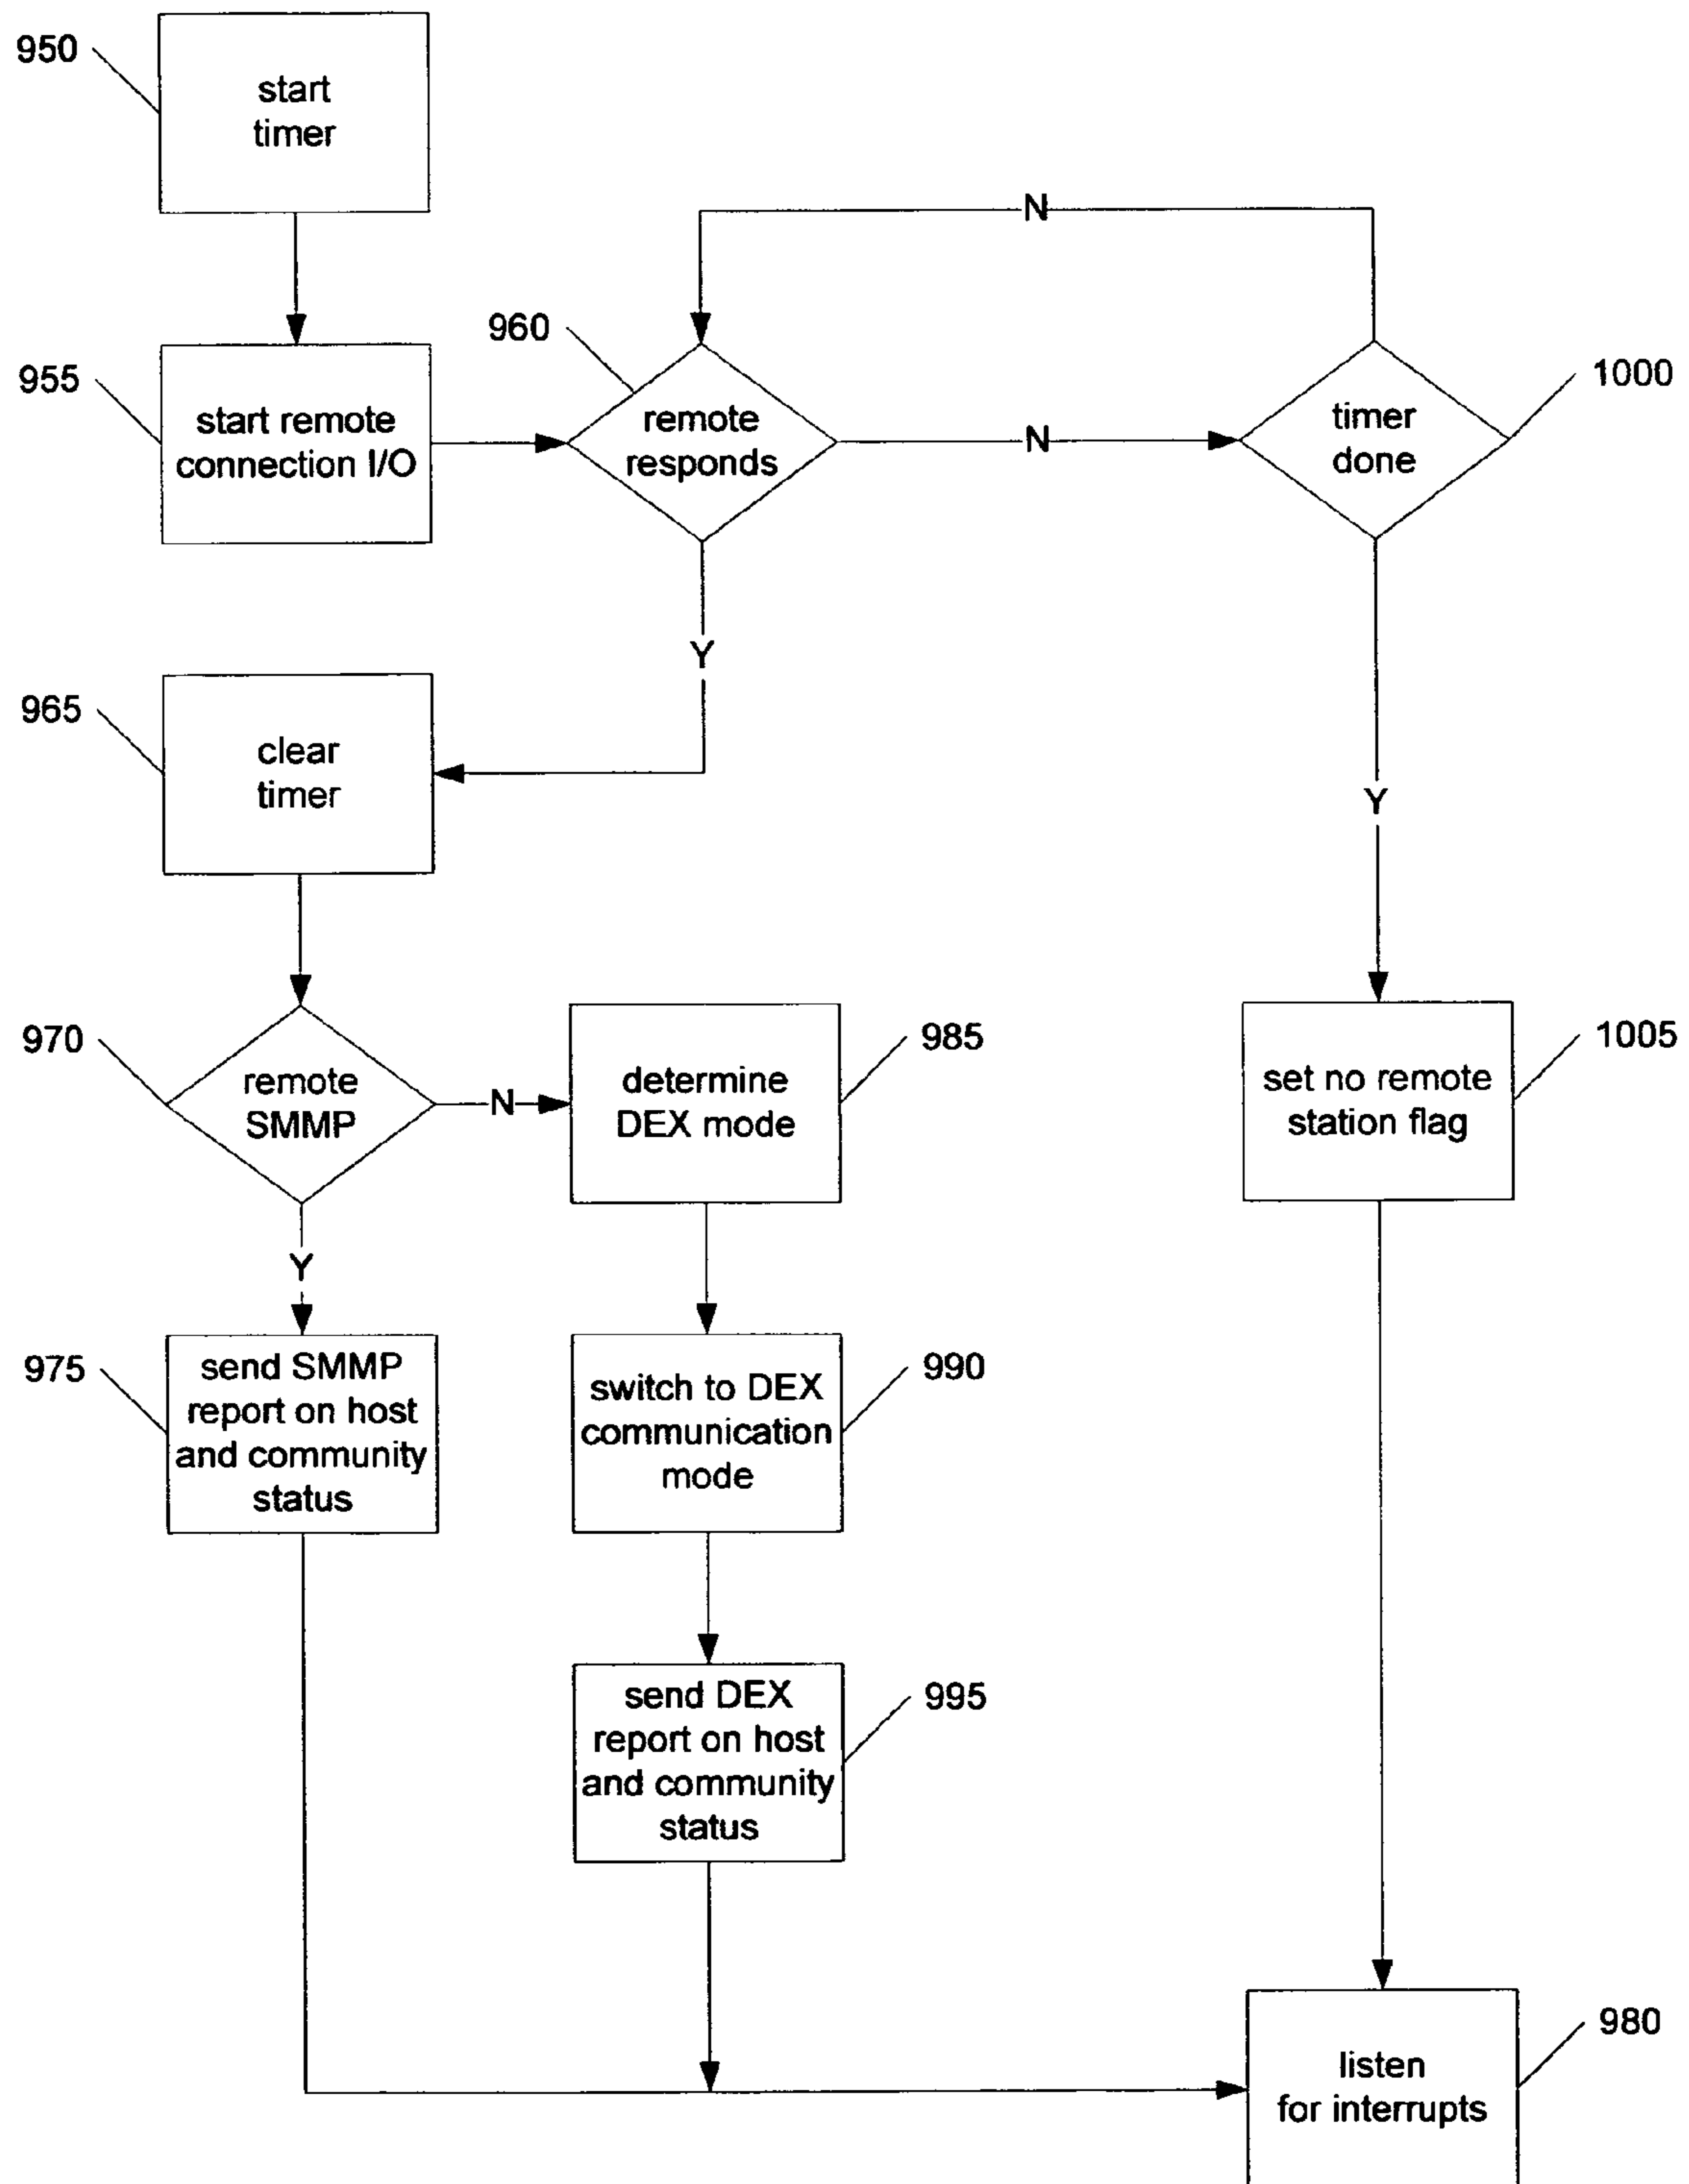 950
start
timer
N
955
start remote
connection I/O
960
remote
responds
N
1000
timer
done
Y
Y
965
clear
timer
970
remote
SMMP
N
985
determine
DEX mode
1005
set no remote
station flag
Y
975
send SMMP
report on host
and community
status
990
switch to DEX
communication
mode
995
send DEX
report on host
and community
status
980
listen
for interrupts